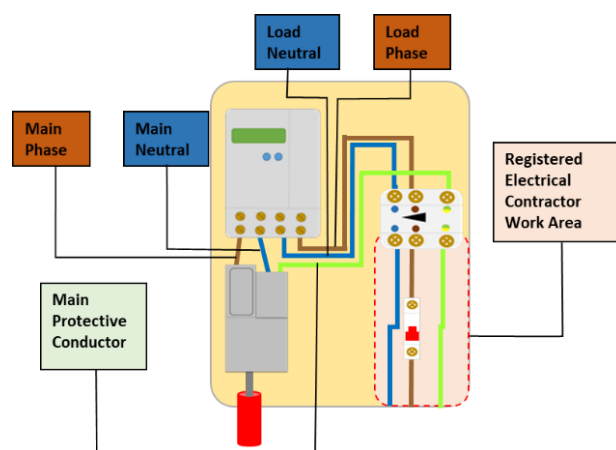 Load
Neutral
Load
Phase
Main
Phase
Main
Neutral
Registered
Electrical
Contractor
Work Area
Main
Protective
Conductor